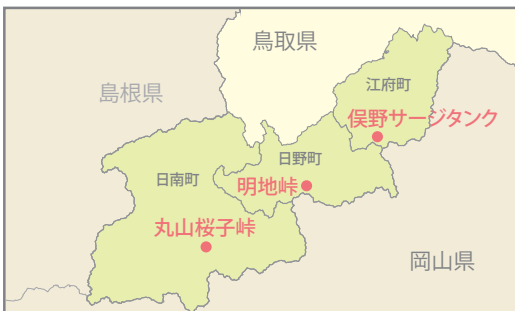 鳥取県
島根県
江府町
俣野サージタンク
日野町
日南町
明地峠
丸山桜子峠
岡山県